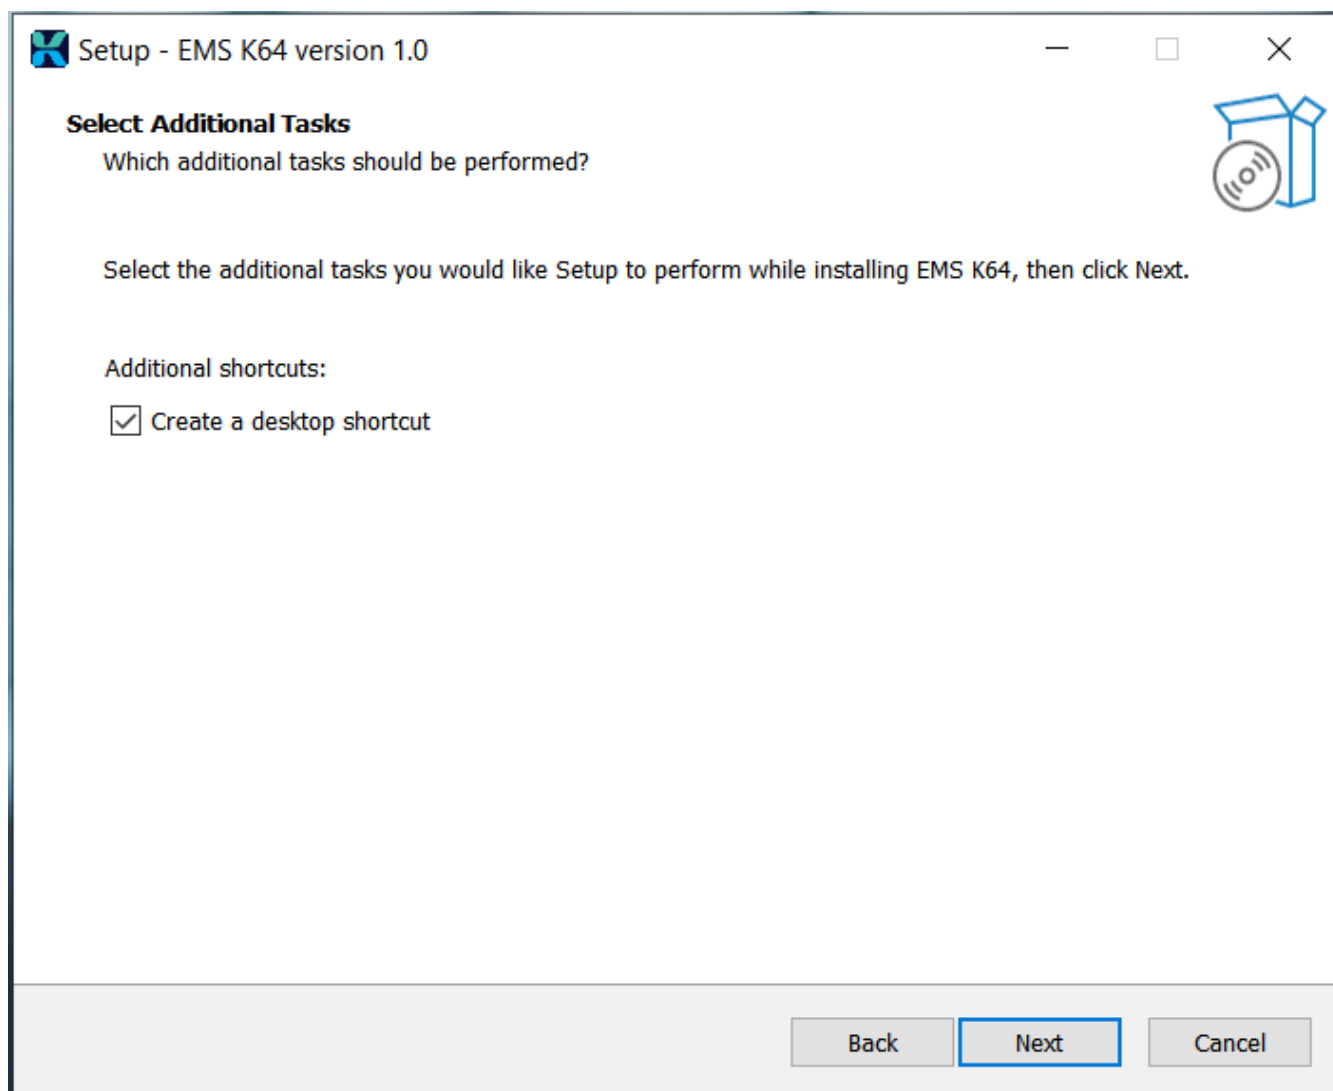 Setup - EMS K64 version 1.0
Select Additional Tasks
Which additional tasks should be performed?
Select the additional tasks you would like Setup to perform while installing EMS K64, then click Next.
Additional shortcuts:
Create a desktop shortcut
Back Next Cancel